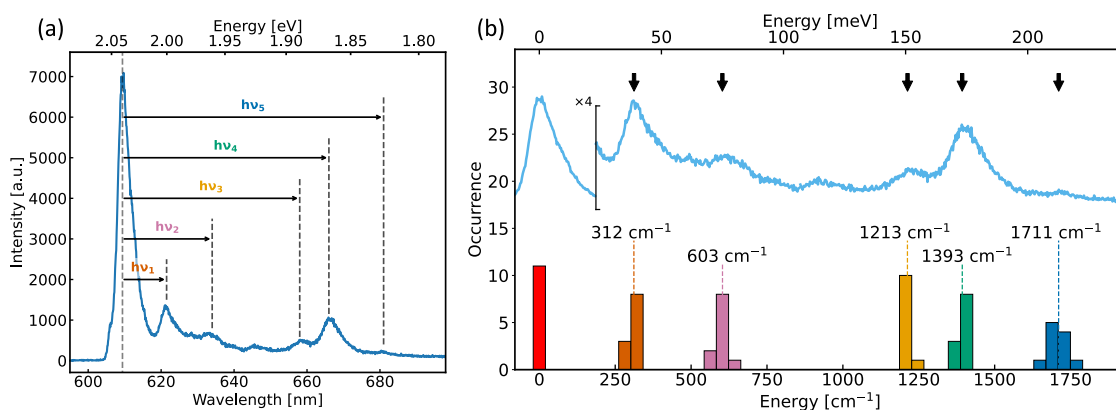 (a)
Energy [eV]
2.05 2.00 1.95 1.90 1.85 1.80
7000
6000
5000
4000
3000
2000
1000
0
Intensity [a.u.]
hν₅
hν₄
hν₃
hν₂
hν₁
600 620 640 660 680
Wavelength [nm]
(b)
Energy [meV]
0 50 100 150 200
30
25
20
15
10
5
0
Occurrence
×4
312 cm⁻¹
603 cm⁻¹
1213 cm⁻¹
1393 cm⁻¹
1711 cm⁻¹
0 250 500 750 1000 1250 1500 1750
Energy [cm⁻¹]